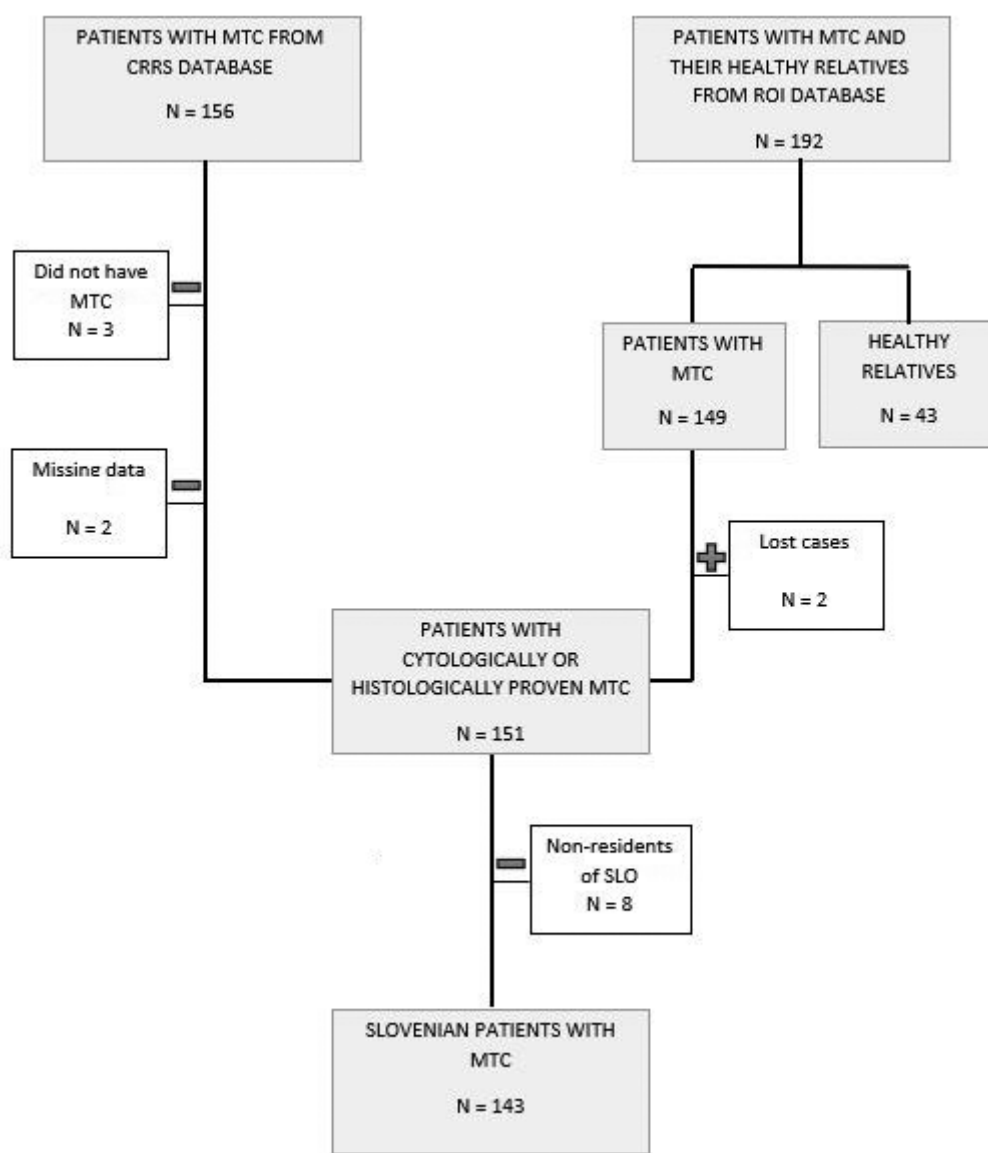 PATIENTS WITH MTC FROM
CRRS DATABASE
N = 156
PATIENTS WITH MTC AND
THEIR HEALTHY RELATIVES
FROM ROI DATABASE
N = 192
Did not have
MTC
N = 3
PATIENTS WITH
MTC
N = 149
HEALTHY
RELATIVES
N = 43
Missing data
N = 2
Lost cases
N = 2
PATIENTS WITH
CYTOLOGICALLY OR
HISTOLOGICALLY PROVEN MTC
N = 151
Non-residents
of SLO
N = 8
SLOVENIAN PATIENTS WITH
MTC
N = 143